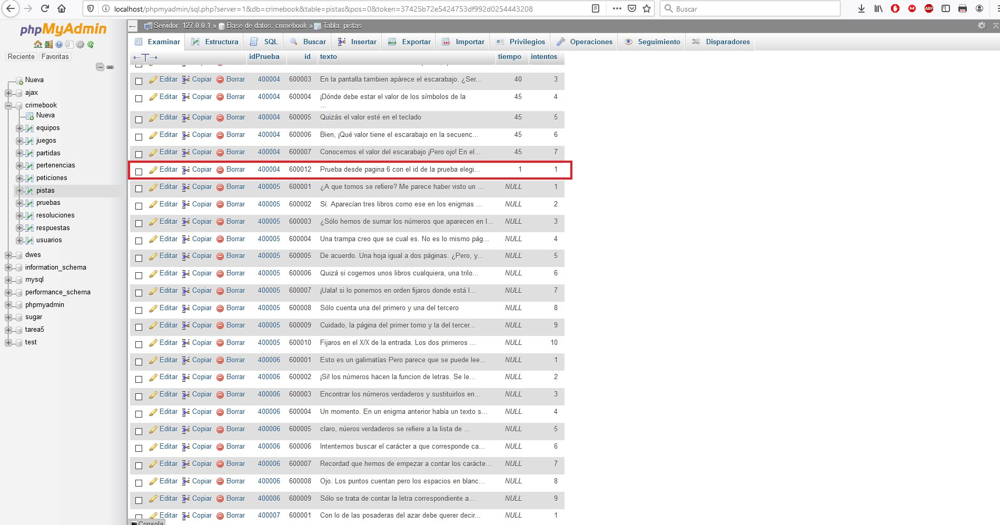 localhost/phpmyadmin/sql.php?server=1&db=crimebook&table=pistas&pos=0&token=37425b72e5424753df992d0254443208
Buscar
ABP
phpMyAdmin
Reciente Favoritas
Nueva
ajax
crimebook
Nueva
equipos
juegos
partidas
pertenencias
peticiones
pistas
pruebas
resoluciones
respuestas
usuarios
dwes
information_schema
mysql
performance_schema
phpmyadmin
sugar
tarea5
test
Servidor: 127.0.0.1 » Base de datos: crimebook » Tabla: pistas
Examinar Estructura SQL Buscar Insertar Exportar Importar Privilegios Operaciones Seguimiento Disparadores
←T→ idPrueba id texto tiempo intentos
Editar Copiar Borrar 400004 600003 En la pantalla tambien apàrece el escarabajo. ¿Ser... 40 3
Editar Copiar Borrar 400004 600004 ¡Dónde debe estar el valor de los símbolos de la 45 4
...
Editar Copiar Borrar 400004 600005 Quizás el valor esté en el teclado 45 5
Editar Copiar Borrar 400004 600006 Bien, ¡Qué valor tiene el escarabajo en la secuenc... 45 6
Editar Copiar Borrar 400004 600007 Conocemos el valor del escarabajo ¡Pero ojo! En el... 45 7
Editar Copiar Borrar 400004 600012 Prueba desde pagina 6 con el id de la prueba elegi... 1 1
Editar Copiar Borrar 400005 600001 ¿A que tomos se refiere? Me parece haber visto un ... NULL 1
Editar Copiar Borrar 400005 600002 Sí. Aparecían tres libros como ese en los enigmas ... NULL 2
Editar Copiar Borrar 400005 600003 ¿Sólo hemos de sumar los números que aparecen en l... NULL 3
Editar Copiar Borrar 400005 600004 Una trampa creo que se cual es. No es lo mismo pág... NULL 4
Editar Copiar Borrar 400005 600005 De acuerdo. Una hoja igual a dos páginas. ¿Pero, y... NULL 5
Editar Copiar Borrar 400005 600006 Quizá si cogemos unos libros cualquiera, una trilo... NULL 6
Editar Copiar Borrar 400005 600007 ¡Uala! si lo ponemos en orden fijaros donde está l... NULL 7
Editar Copiar Borrar 400005 600008 Sólo cuenta una del primero y una del tercero NULL 8
Editar Copiar Borrar 400005 600009 Cuidado, la página del primer tomo y la del tercer... NULL 9
Editar Copiar Borrar 400005 600010 Fijaros en el X/X de la entrada. Los dos primeros ... NULL 10
Editar Copiar Borrar 400006 600001 Esto es un galimatías Pero parece que se puede lee... NULL 1
Editar Copiar Borrar 400006 600002 ¡Si! los números hacen la funcion de letras. Se le... NULL 2
Editar Copiar Borrar 400006 600003 Encontrar los números verdaderos y sustituirlos en... NULL 3
Editar Copiar Borrar 400006 600004 Un momento. En un enigma anterior había un texto s... NULL 4
Editar Copiar Borrar 400006 600005 claro, núeros verdaderos se refiere a la lista de ... NULL 5
Editar Copiar Borrar 400006 600006 Intentemos buscar el carácter a que corresponde ca... NULL 6
Editar Copiar Borrar 400006 600007 Recordad que hemos de empezar a contar los carácte... NULL 7
Editar Copiar Borrar 400006 600008 Ojo. Los puntos cuentan pero los espacios en blanc... NULL 8
Editar Copiar Borrar 400006 600009 Sólo se trata de contar la letra correspondiente a... NULL 9
Editar Copiar Borrar 400007 600001 Con lo de las posaderas del azar debe querer decir... NULL 1
Consola